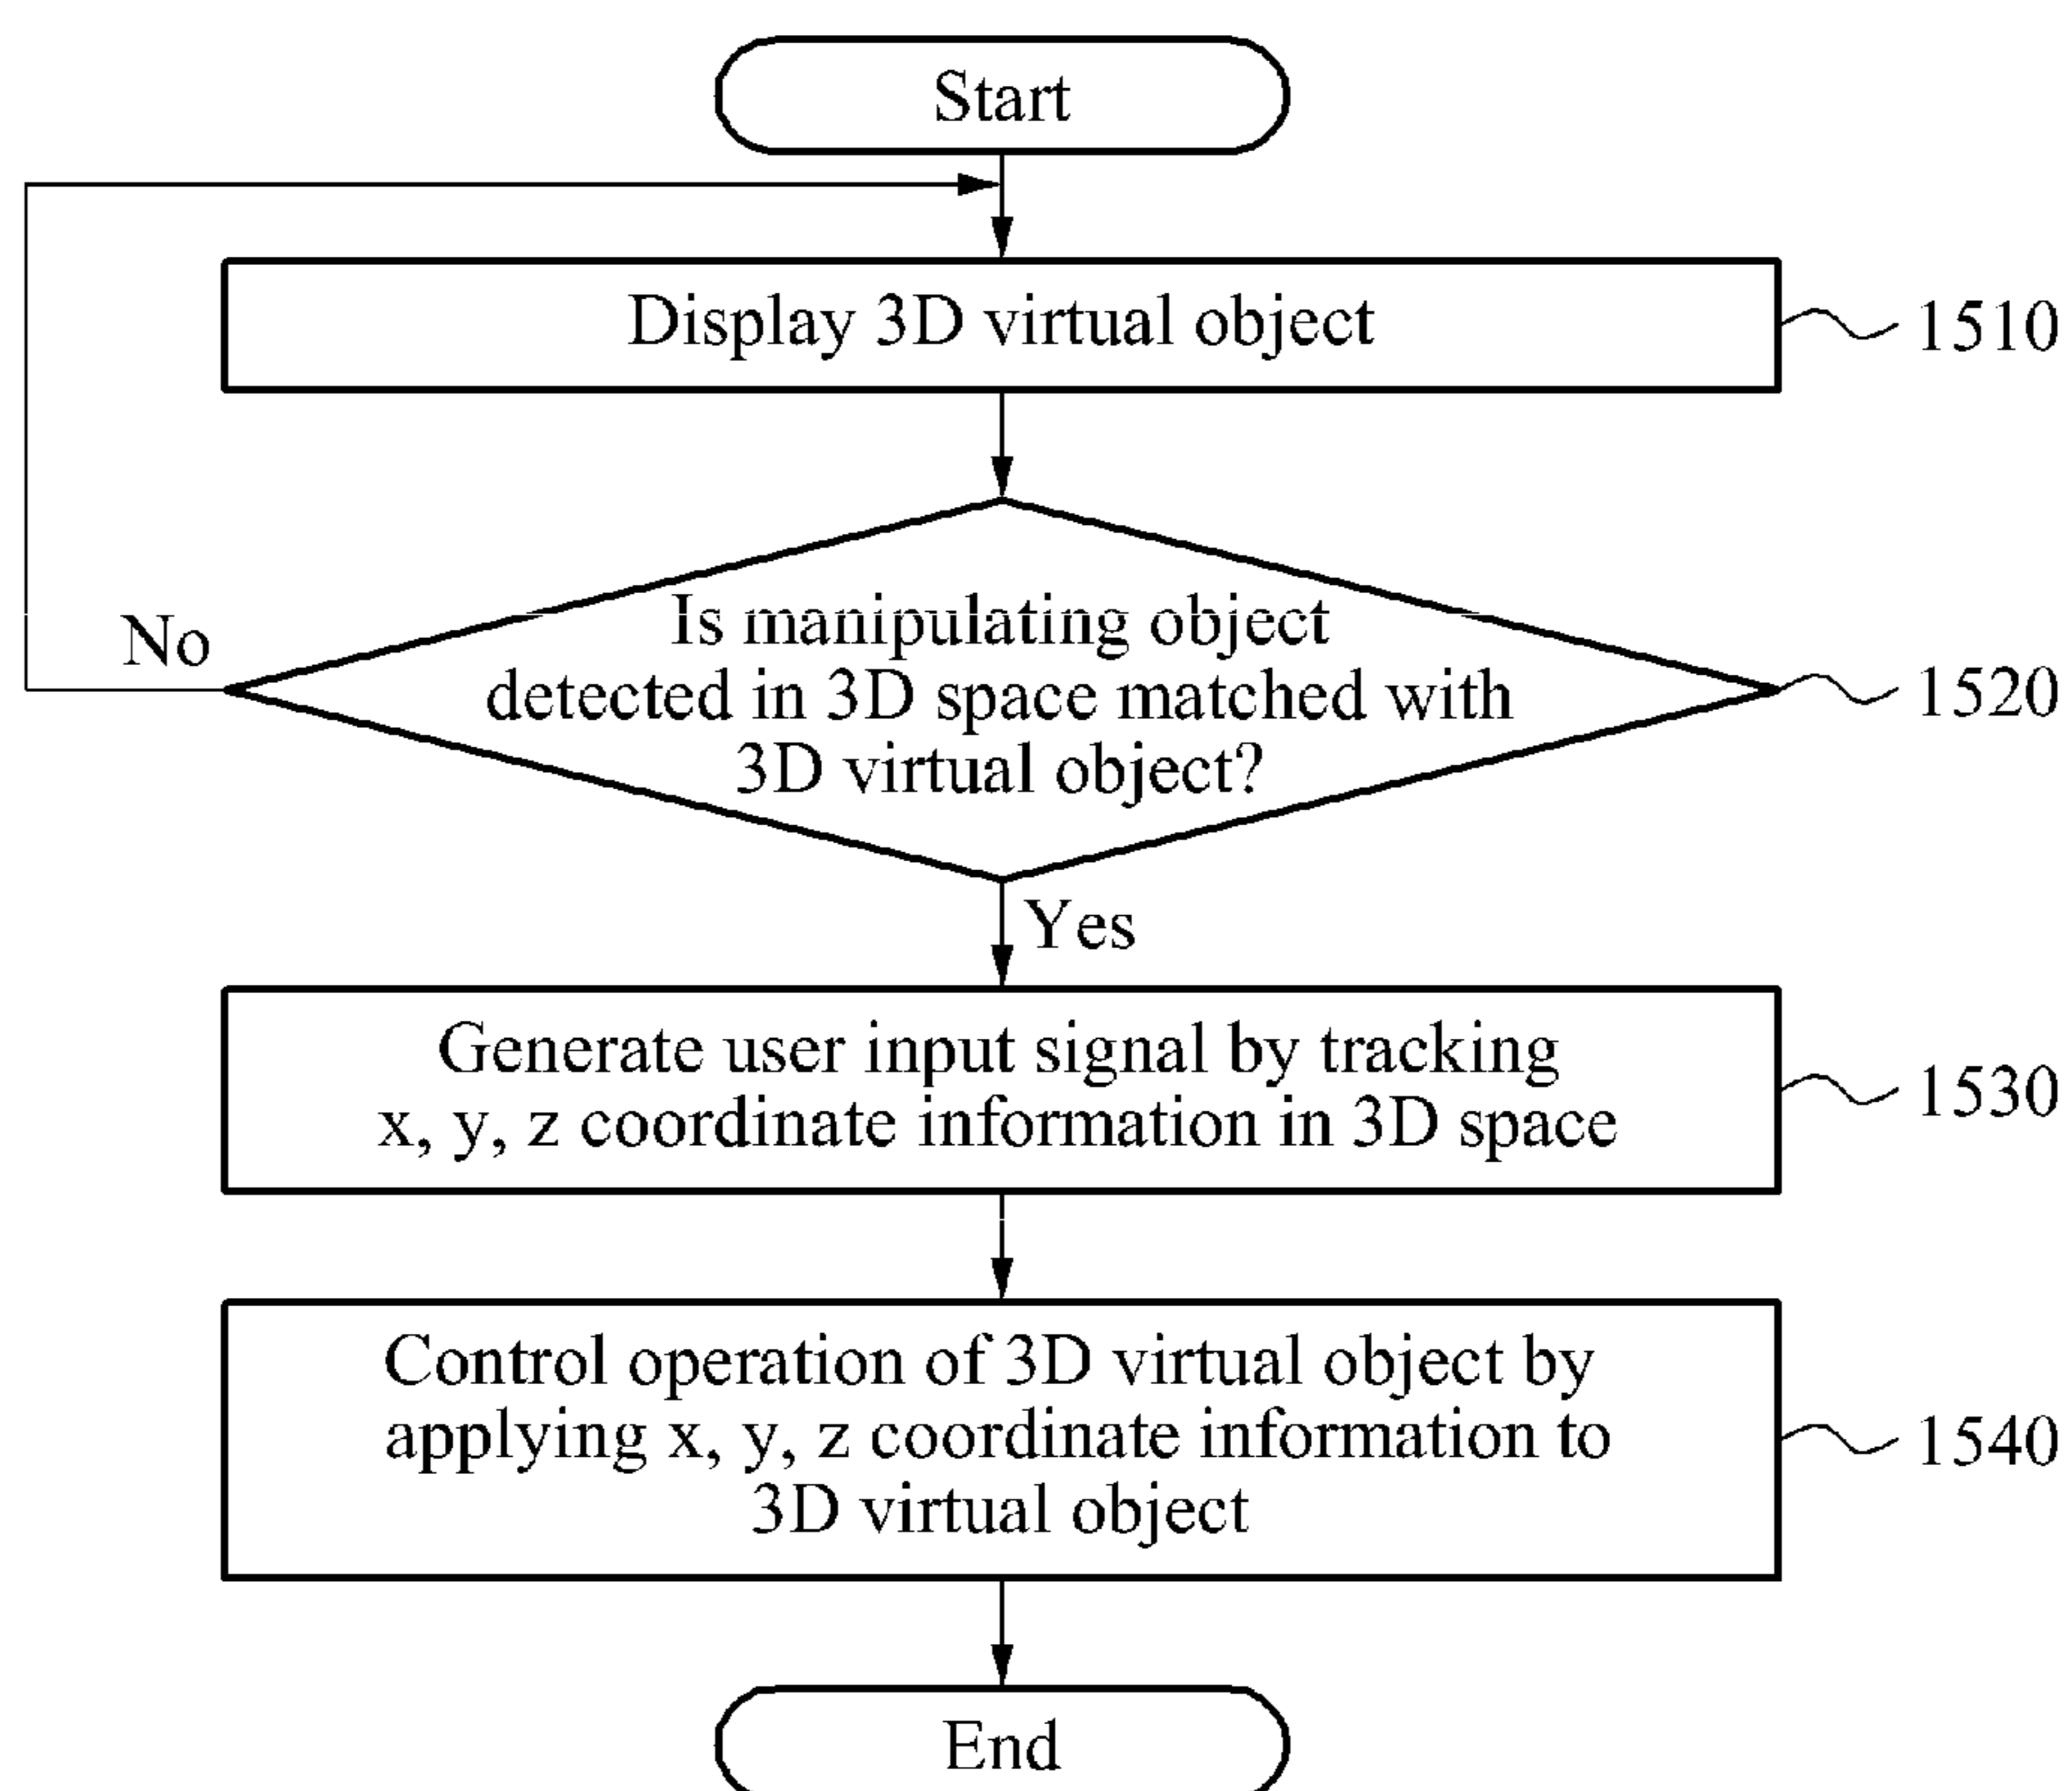 Start
Display 3D virtual object
1510
Is manipulating object
detected in 3D space matched with
3D virtual object?
1520
No
Yes
Generate user input signal by tracking
x, y, z coordinate information in 3D space
1530
Control operation of 3D virtual object by
applying x, y, z coordinate information to
3D virtual object
1540
End